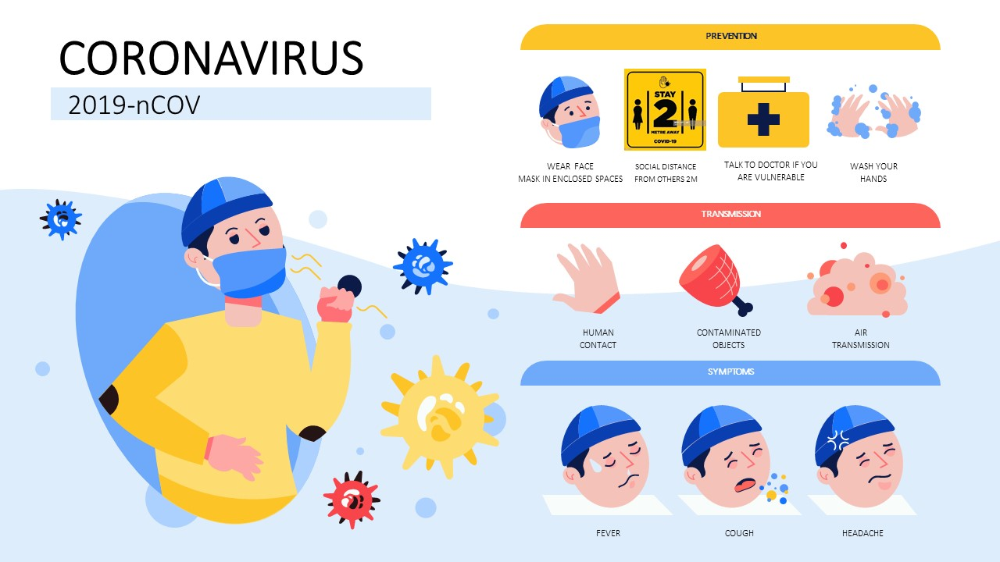 CORONAVIRUS
2019-nCOV
PREVENTION
STAY
2
METRE AWAY
COVID-19
WEAR FACE
MASK IN ENCLOSED SPACES
SOCIAL DISTANCE
FROM OTHERS 2M
TALK TO DOCTOR IF YOU
ARE VULNERABLE
WASH YOUR
HANDS
TRANSMISSION
HUMAN
CONTACT
CONTAMINATED
OBJECTS
AIR
TRANSMISSION
SYMPTOMS
FEVER
COUGH
HEADACHE